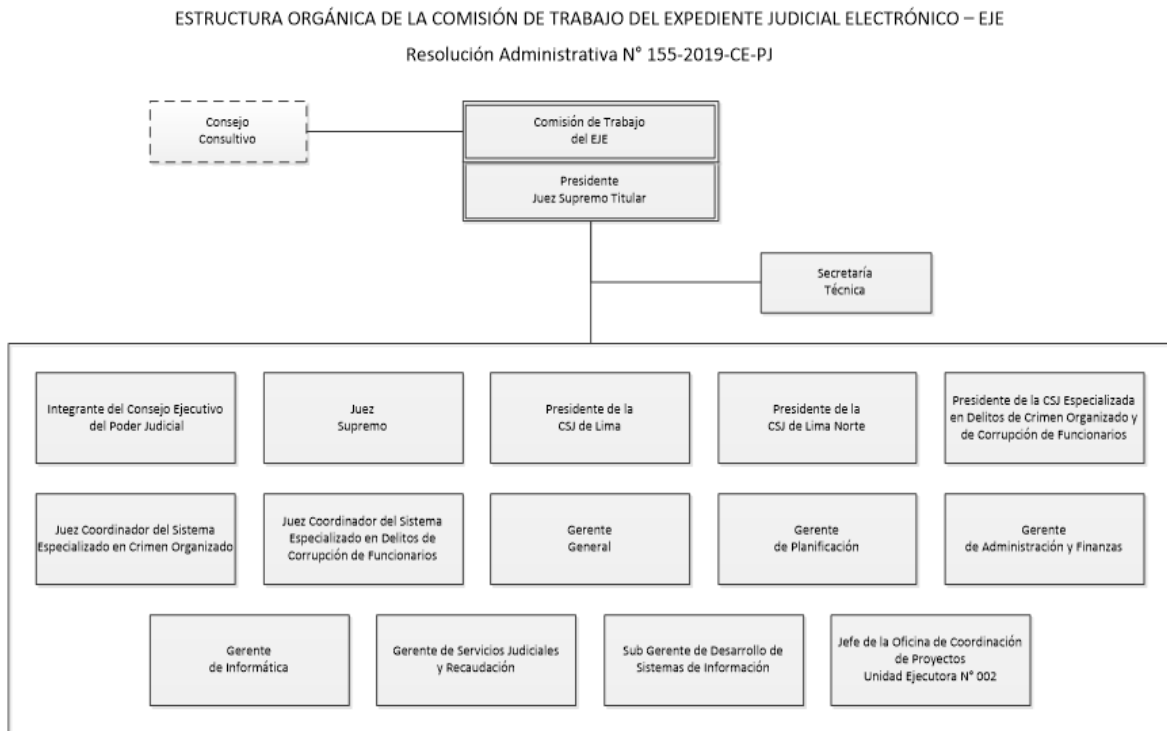 ESTRUCTURA ORGÁNICA DE LA COMISIÓN DE TRABAJO DEL EXPEDIENTE JUDICIAL ELECTRÓNICO – EJE
Resolución Administrativa N° 155-2019-CE-PJ
Consejo
Consultivo
Comisión de Trabajo
del EJE
Presidente
Juez Supremo Titular
Secretaría
Técnica
Integrante del Consejo Ejecutivo
del Poder Judicial
Juez
Supremo
Presidente de la
CSJ de Lima
Presidente de la
CSJ de Lima Norte
Presidente de la CSJ Especializada
en Delitos de Crimen Organizado y
de Corrupción de Funcionarios
Juez Coordinador del Sistema
Especializado en Crimen Organizado
Juez Coordinador del Sistema
Especializado en Delitos de
Corrupción de Funcionarios
Gerente
General
Gerente
de Planificación
Gerente
de Administración y Finanzas
Gerente
de Informática
Gerente de Servicios Judiciales
y Recaudación
Sub Gerente de Desarrollo de
Sistemas de Información
Jefe de la Oficina de Coordinación
de Proyectos
Unidad Ejecutora N° 002